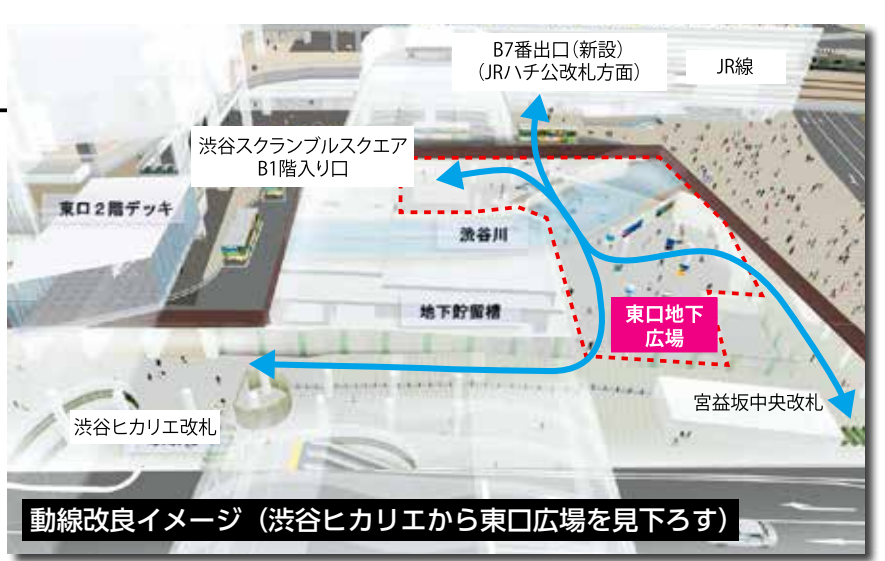 B7番出口（新設）
（JRハチ公改札方面）
JR線
渋谷スクランブルスクエア
B1階入り口
東口２階デッキ
渋谷川
地下貯留槽
東口地下
広場
宮益坂中央改札
渋谷ヒカリエ改札
動線改良イメージ（渋谷ヒカリエから東口広場を見下ろす）